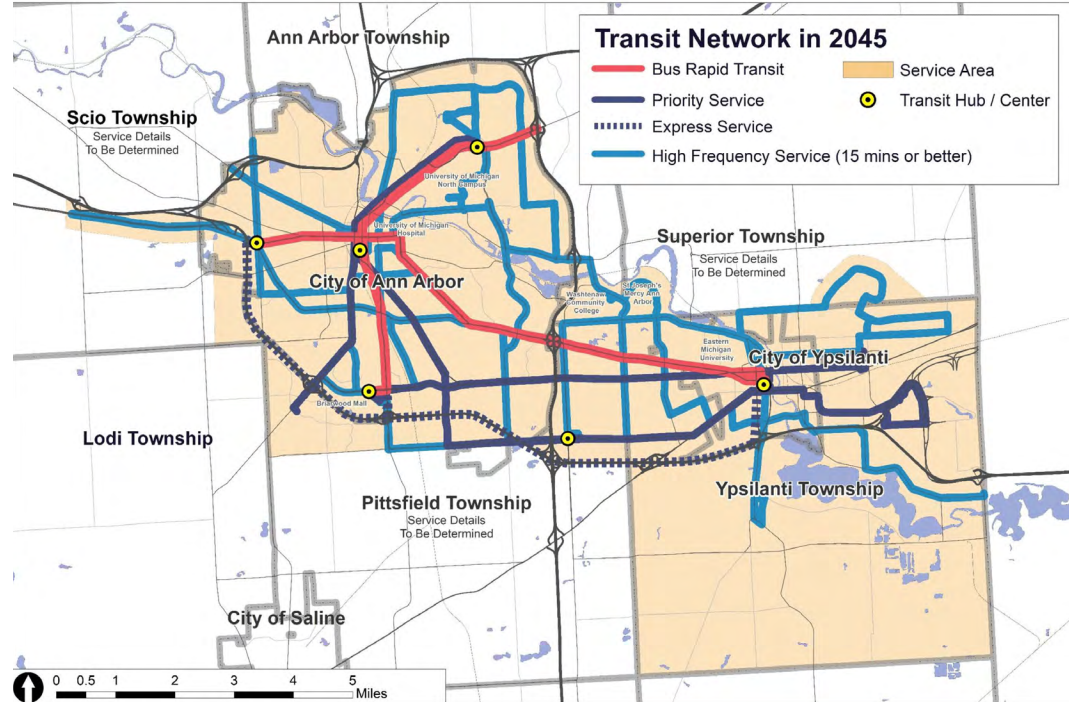 Ann Arbor Township
Transit Network in 2045
Bus Rapid Transit
Priority Service
Express Service
High Frequency Service (15 mins or better)
Service Area
Transit Hub / Center
Scio Township
Service Details
To Be Determined
University of Michigan
North Campus
University of Michigan
Hospital
Superior Township
Service Details
To Be Determined
City of Ann Arbor
Washtenaw
Community
College
St Joseph's
Mercy Ann
Arbor
Eastern
Michigan
University
City of Ypsilanti
Briarwood Mall
Lodi Township
Pittsfield Township
Service Details
To Be Determined
Ypsilanti Township
City of Saline
0 0.5 1 2 3 4 5
Miles